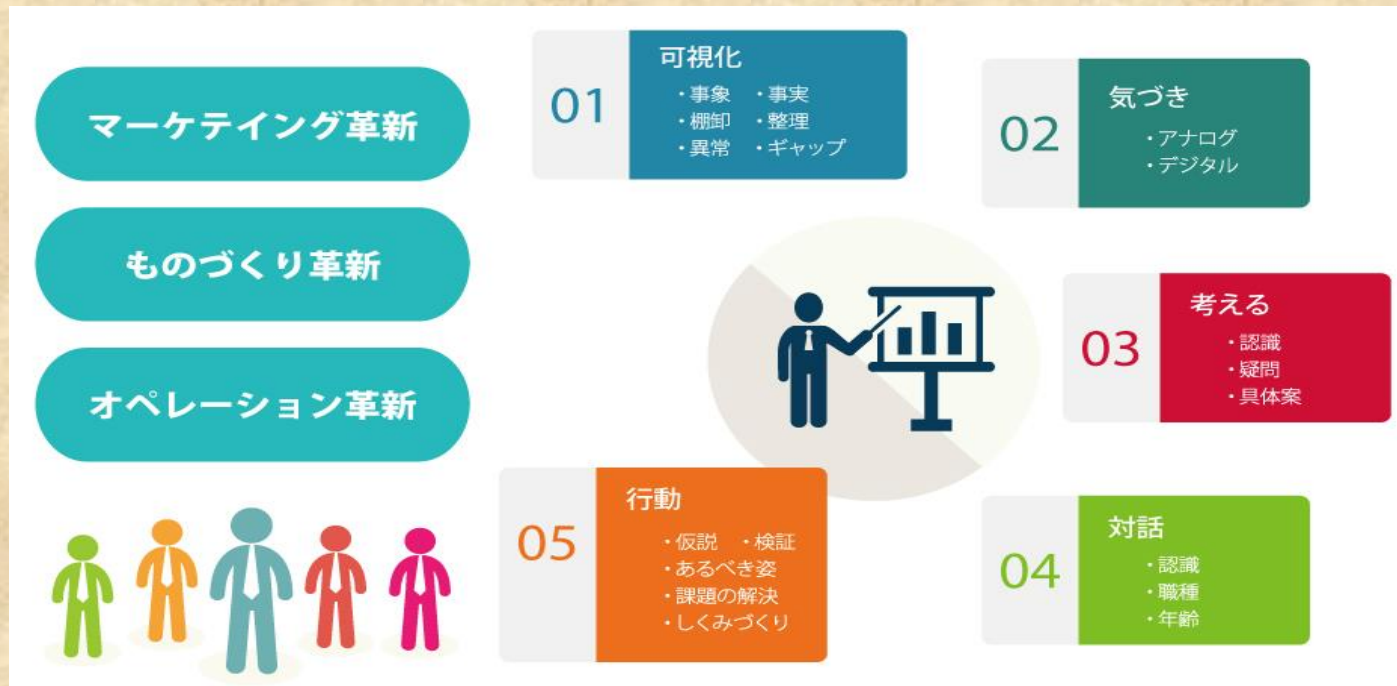 マーケテイング革新
ものづくり革新
オペレーション革新
01
可視化
・事象 ・事実
・棚卸 ・整理
・異常 ・ギャップ
02
気づき
・アナログ
・デジタル
03
考える
・認識
・疑問
・具体案
04
対話
・認識
・職種
・年齢
05
行動
・仮説 ・検証
・あるべき姿
・課題の解決
・しくみづくり